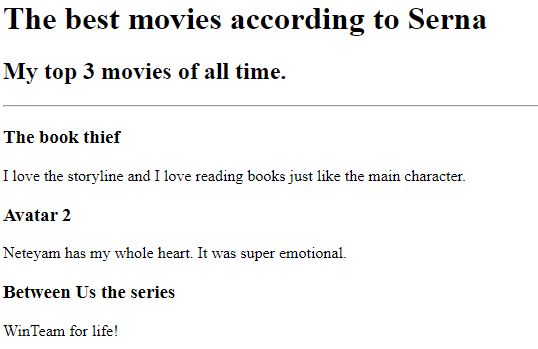 The best movies according to Serna
My top 3 movies of all time.
The book thief
I love the storyline and I love reading books just like the main character.
Avatar 2
Neteyam has my whole heart. It was super emotional.
Between Us the series
WinTeam for life!